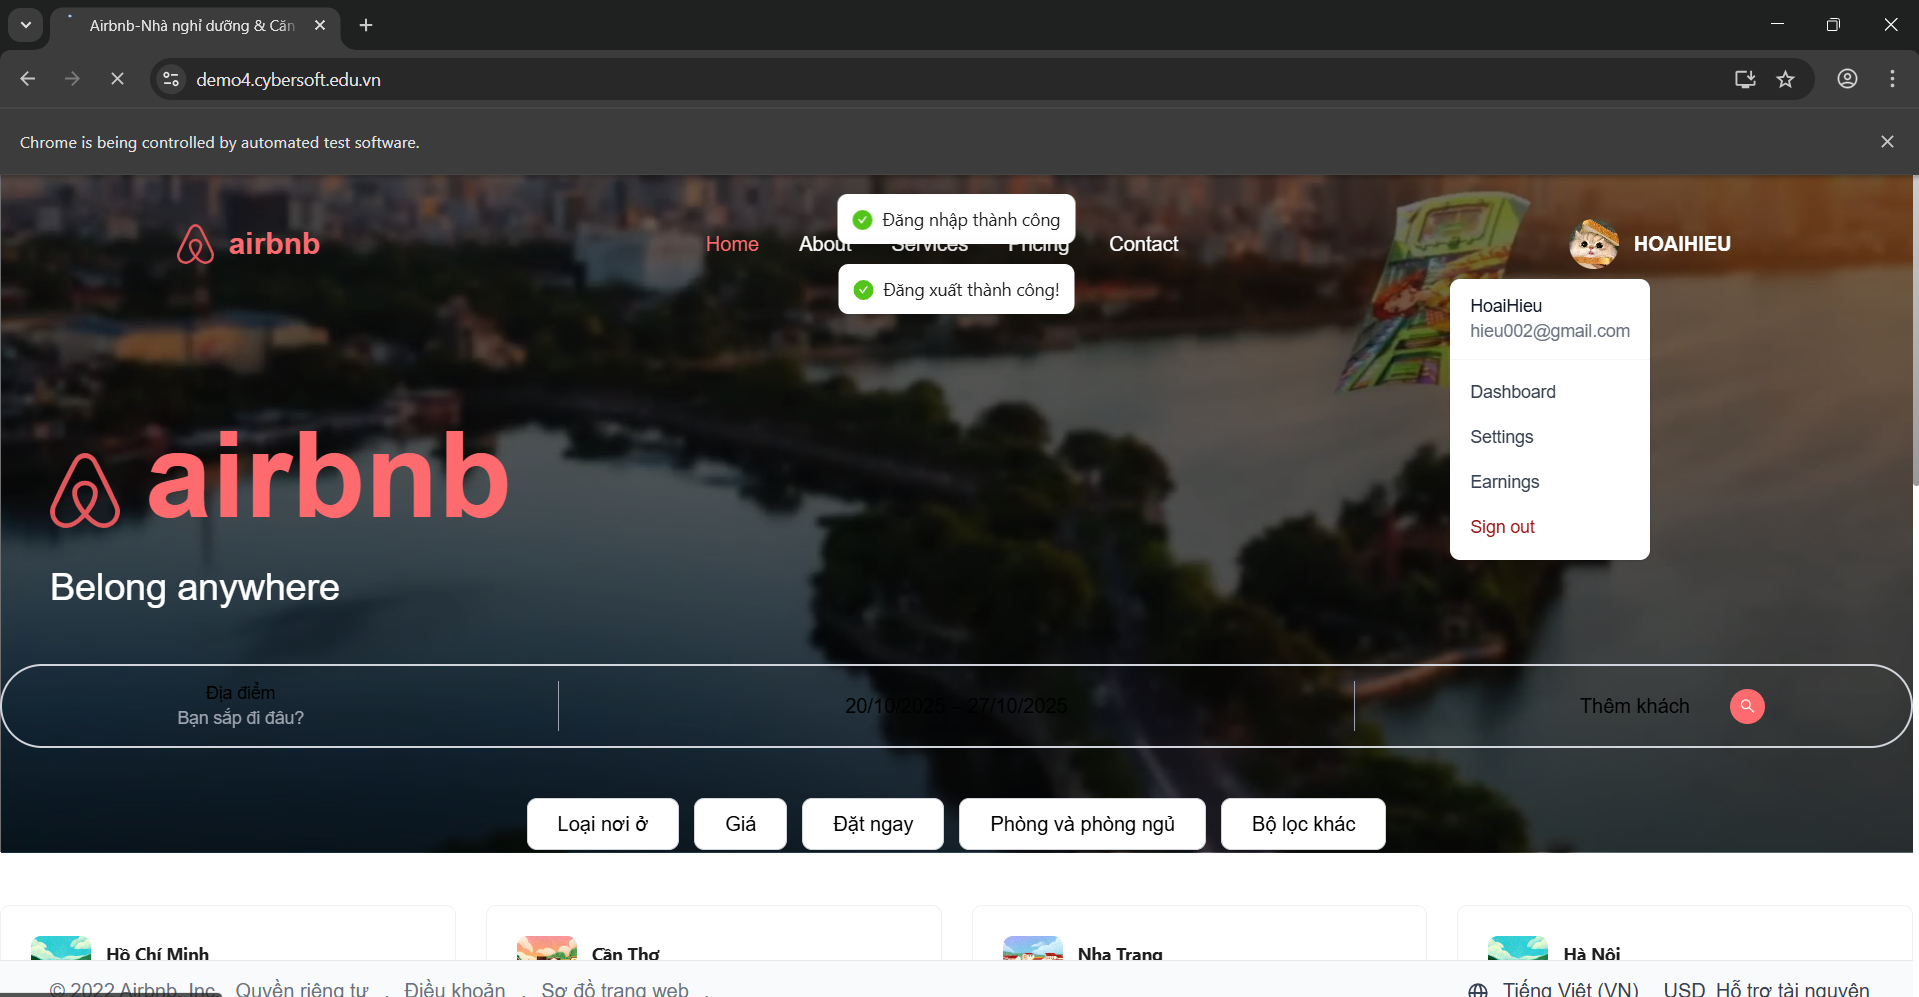 Airbnb-Nhà nghỉ dưỡng & Căn
demo4.cybersoft.edu.vn
Chrome is being controlled by automated test software.
airbnb
Home About Services Pricing Contact
HOAIHIEU
Đăng nhập thành công
Đăng xuất thành công!
HoaiHieu
hieu002@gmail.com
Dashboard
Settings
Earnings
Sign out
airbnb
Belong anywhere
Địa điểm
Bạn sắp đi đâu?
20/10/2025 – 27/10/2025
Thêm khách
Loại nơi ở Giá Đặt ngay Phòng và phòng ngủ Bộ lọc khác
Hồ Chí Minh Cần Thơ Nha Trang Hà Nội
© 2022 Airbnb, Inc. Quyền riêng tư . Điều khoản . Sơ đồ trang web . Tiếng Việt (VN) USD Hỗ trợ tài nguyên